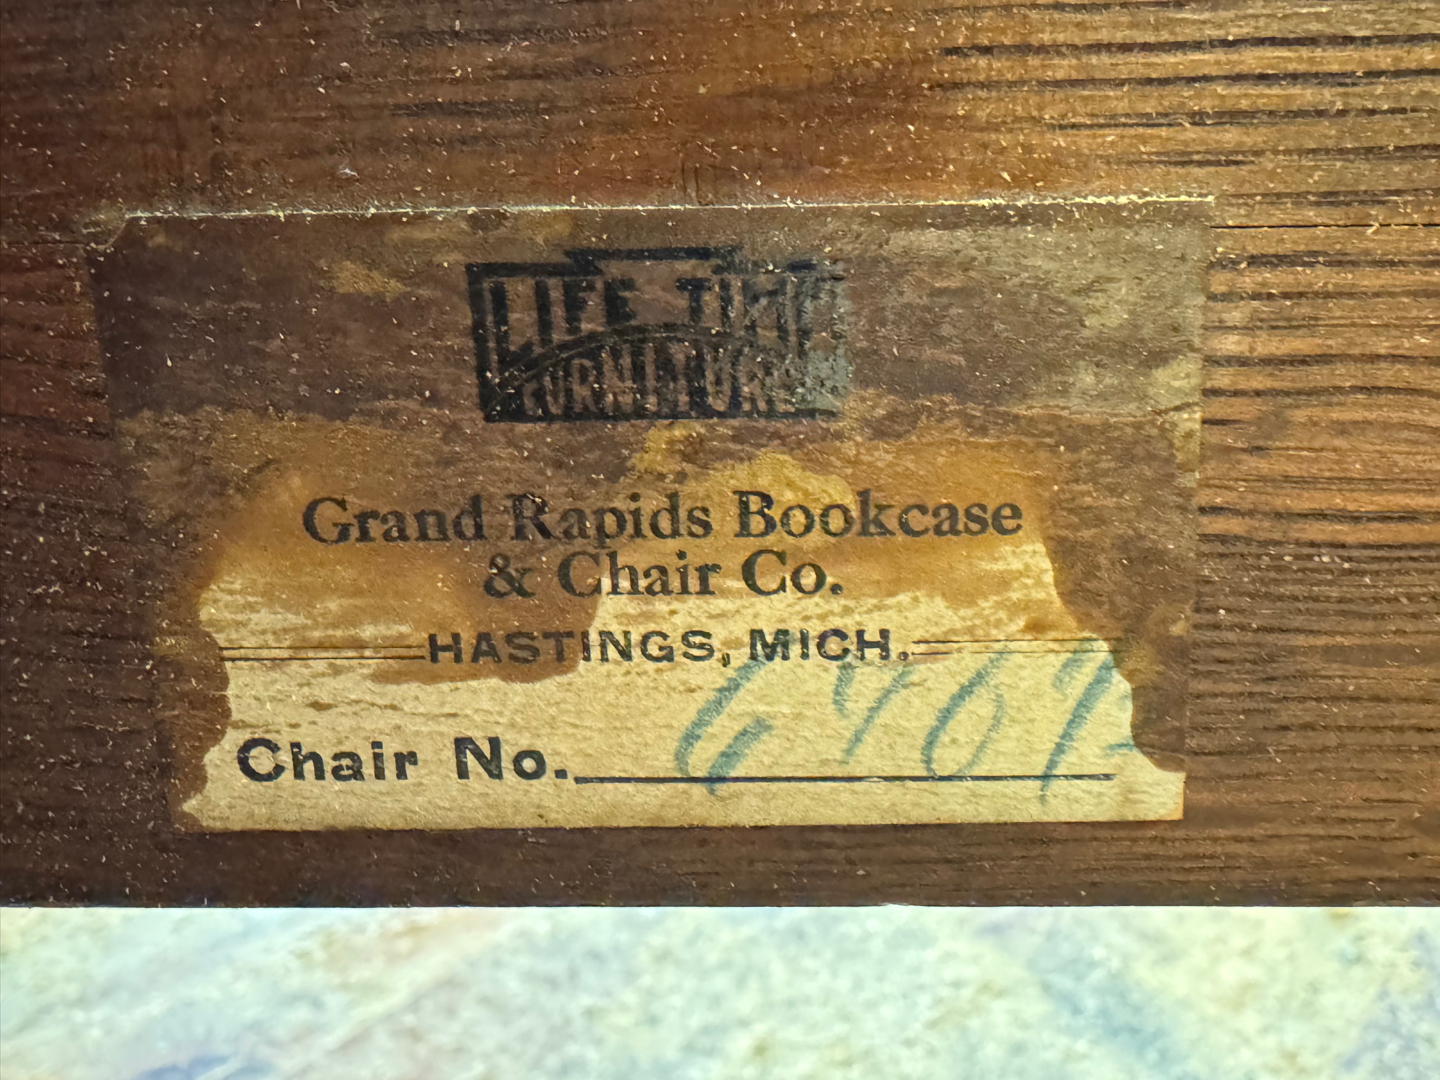 LIFE TIME
FURNITURE
Grand Rapids Bookcase
& Chair Co.
HASTINGS, MICH.
Chair No.